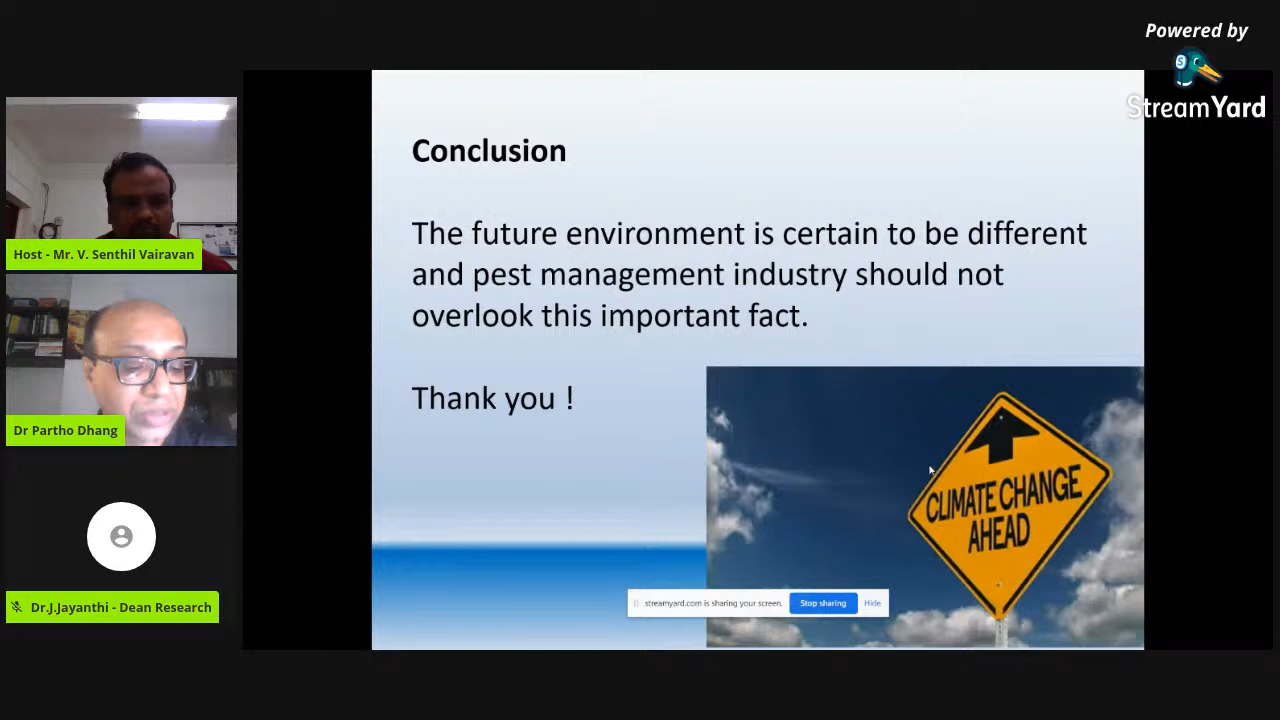 Powered by
StreamYard
Host - Mr. V. Senthil Vairavan
Dr Partho Dhang
Dr.J.Jayanthi - Dean Research
Conclusion
The future environment is certain to be different
and pest management industry should not
overlook this important fact.
Thank you !
CLIMATE CHANGE
AHEAD
streamyard.com is sharing your screen. Stop sharing Hide